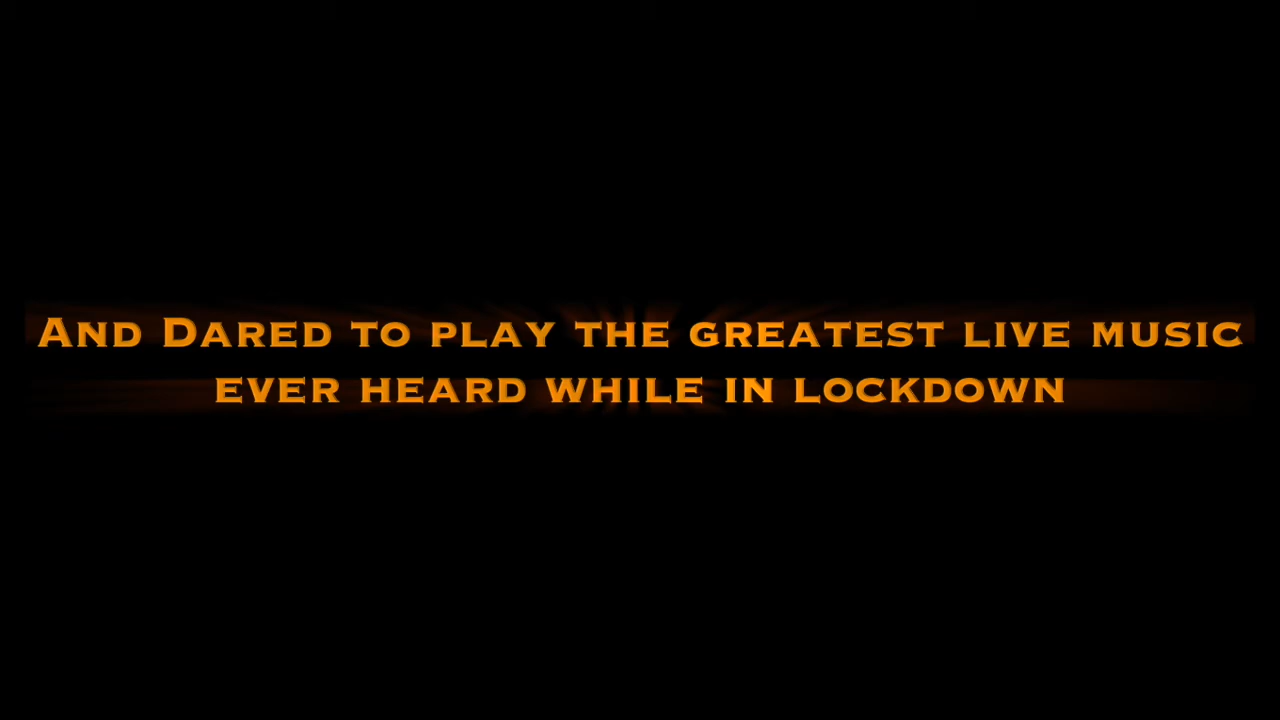 And Dared to play the greatest live music
ever heard while in lockdown